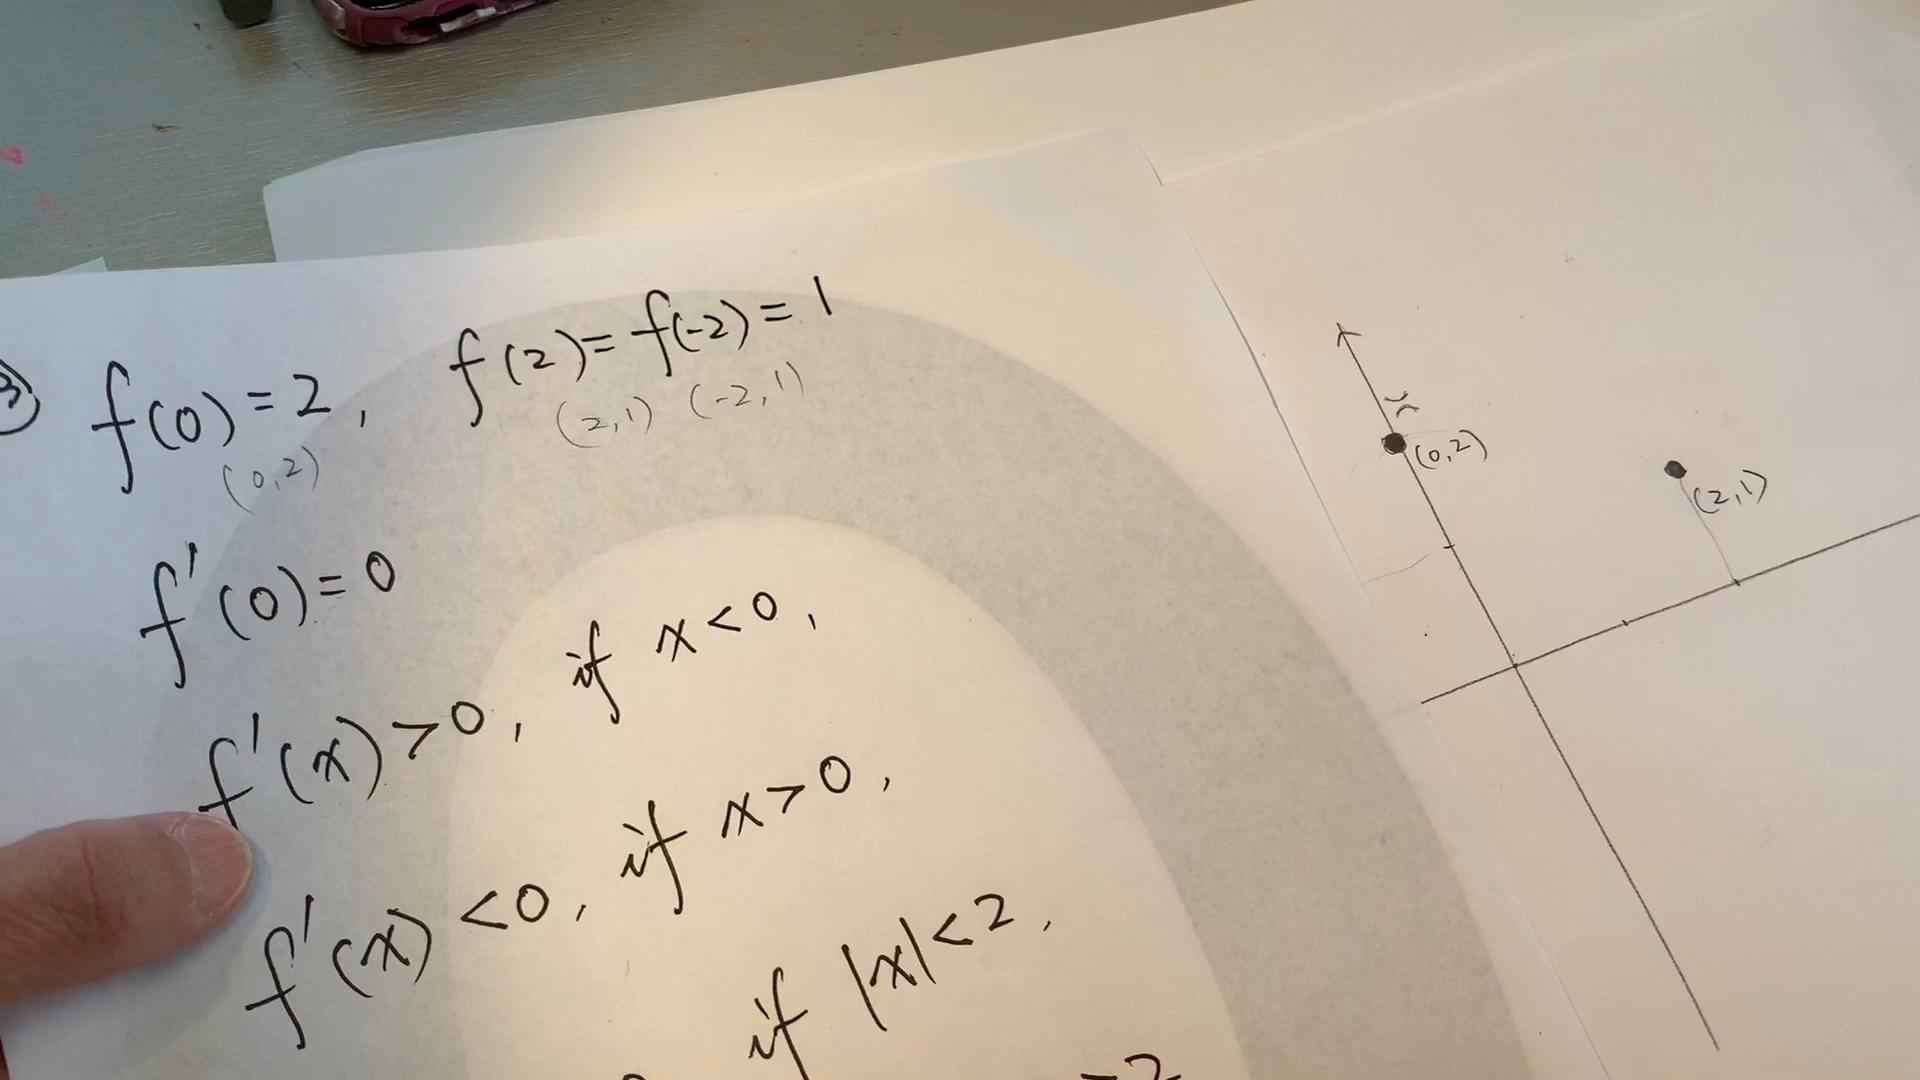 ③ f(0) = 2, f(2) = f(-2) = 1
(0,2) (2,1) (-2,1)
f'(0) = 0
f'(x) > 0, if x < 0,
f'(x) < 0, if x > 0,
if |x| < 2,
(0,2)
(2,1)